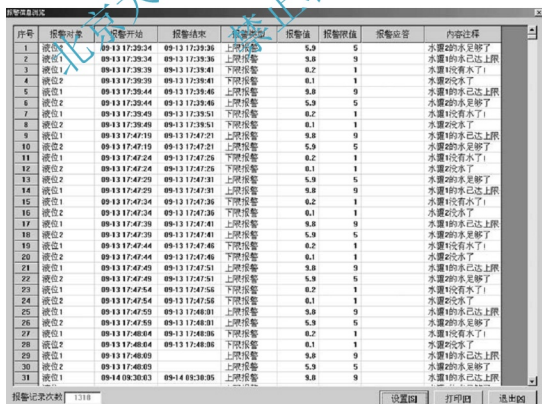 报警信息浏览
序号 报警对象 报警开始 报警结束 报警类型 报警值 报警限值 报警应答 内容注释
1 液位2 09-13 17:39:34 09-13 17:39:36 上限报警 5.9 5 水罐2的水足够了
2 液位1 09-13 17:39:34 09-13 17:39:36 上限报警 9.8 9 水罐1的水已达上限
3 液位1 09-13 17:39:39 09-13 17:39:41 下限报警 0.2 1 水罐1没有水了!
4 液位2 09-13 17:39:39 09-13 17:39:41 下限报警 0.1 1 水罐2没水了
5 液位1 09-13 17:39:44 09-13 17:39:46 上限报警 9.8 9 水罐1的水已达上限
6 液位2 09-13 17:39:44 09-13 17:39:46 上限报警 5.9 5 水罐2的水足够了
7 液位1 09-13 17:39:49 09-13 17:39:51 下限报警 0.2 1 水罐1没有水了!
8 液位2 09-13 17:39:49 09-13 17:39:51 下限报警 0.1 1 水罐2没水了
9 液位1 09-13 17:47:19 09-13 17:47:21 上限报警 9.8 9 水罐1的水已达上限
10 液位2 09-13 17:47:19 09-13 17:47:21 上限报警 5.9 5 水罐2的水足够了
11 液位1 09-13 17:47:24 09-13 17:47:26 下限报警 0.2 1 水罐1没有水了!
12 液位2 09-13 17:47:24 09-13 17:47:26 下限报警 0.1 1 水罐2没水了
13 液位2 09-13 17:47:29 09-13 17:47:31 上限报警 5.9 5 水罐2的水足够了
14 液位1 09-13 17:47:29 09-13 17:47:31 上限报警 9.8 9 水罐1的水已达上限
15 液位1 09-13 17:47:34 09-13 17:47:36 下限报警 0.2 1 水罐1没有水了!
16 液位2 09-13 17:47:34 09-13 17:47:36 下限报警 0.1 1 水罐2没水了
17 液位1 09-13 17:47:39 09-13 17:47:41 上限报警 9.8 9 水罐1的水已达上限
18 液位2 09-13 17:47:39 09-13 17:47:41 上限报警 5.9 5 水罐2的水足够了
19 液位1 09-13 17:47:44 09-13 17:47:46 下限报警 0.2 1 水罐1没有水了!
20 液位2 09-13 17:47:44 09-13 17:47:46 下限报警 0.1 1 水罐2没水了
21 液位1 09-13 17:47:49 09-13 17:47:51 上限报警 9.8 9 水罐1的水已达上限
22 液位2 09-13 17:47:49 09-13 17:47:51 上限报警 5.9 5 水罐2的水足够了
23 液位1 09-13 17:47:54 09-13 17:47:56 下限报警 0.2 1 水罐1没有水了!
24 液位2 09-13 17:47:54 09-13 17:47:56 下限报警 0.1 1 水罐2没水了
25 液位1 09-13 17:47:59 09-13 17:48:01 上限报警 9.8 9 水罐1的水已达上限
26 液位2 09-13 17:47:59 09-13 17:48:01 上限报警 5.9 5 水罐2的水足够了
27 液位1 09-13 17:48:04 09-13 17:48:06 下限报警 0.2 1 水罐1没有水了!
28 液位2 09-13 17:48:04 09-13 17:48:06 下限报警 0.1 1 水罐2没水了
29 液位1 09-13 17:48:09 上限报警 9.8 9 水罐1的水已达上限
30 液位2 09-13 17:48:09 上限报警 5.9 5 水罐2的水足够了
31 液位1 09-14 09:30:03 09-14 09:30:05 上限报警 9.8 9 水罐1的水已达上限
报警记录次数 1318 设置[S] 打印[P] 退出[X]